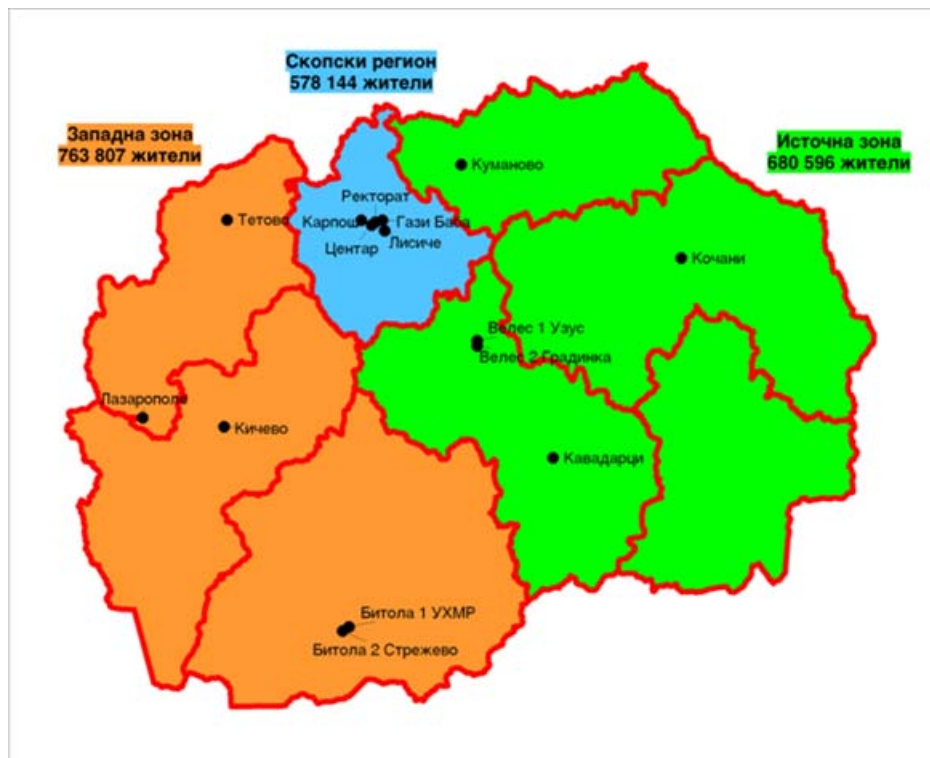 Скопски регион
578 144 жители
Западна зона
763 807 жители
Источна зона
680 596 жители
Куманово
Ректорат
Тетово
Карпош
Гази Баба
Центар
Лисиче
Кочани
Велес 1 Узус
Велес 2 Градинка
Лазарополе
Кичево
Кавадарци
Битола 1 УХМР
Битола 2 Стрежево